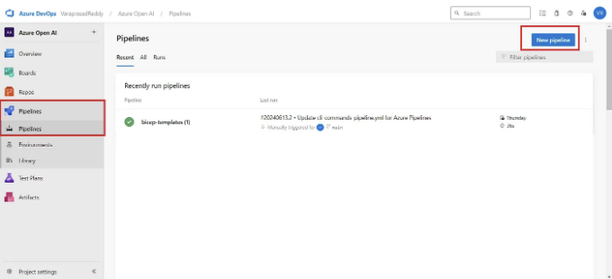 Azure DevOps VaraprasadReddy / Azure Open AI / Pipelines
Search
VR
Azure Open AI +
Overview
Boards
Repos
Pipelines
Pipelines
Environments
Library
Test Plans
Artifacts
Project settings
Pipelines
New pipeline
Recent All Runs
Filter pipelines
Recently run pipelines
Pipeline Last run
bicep-templates (1)
#20240613.2 • Update cli commands pipeline.yml for Azure Pipelines
Manually triggered for main
Thursday